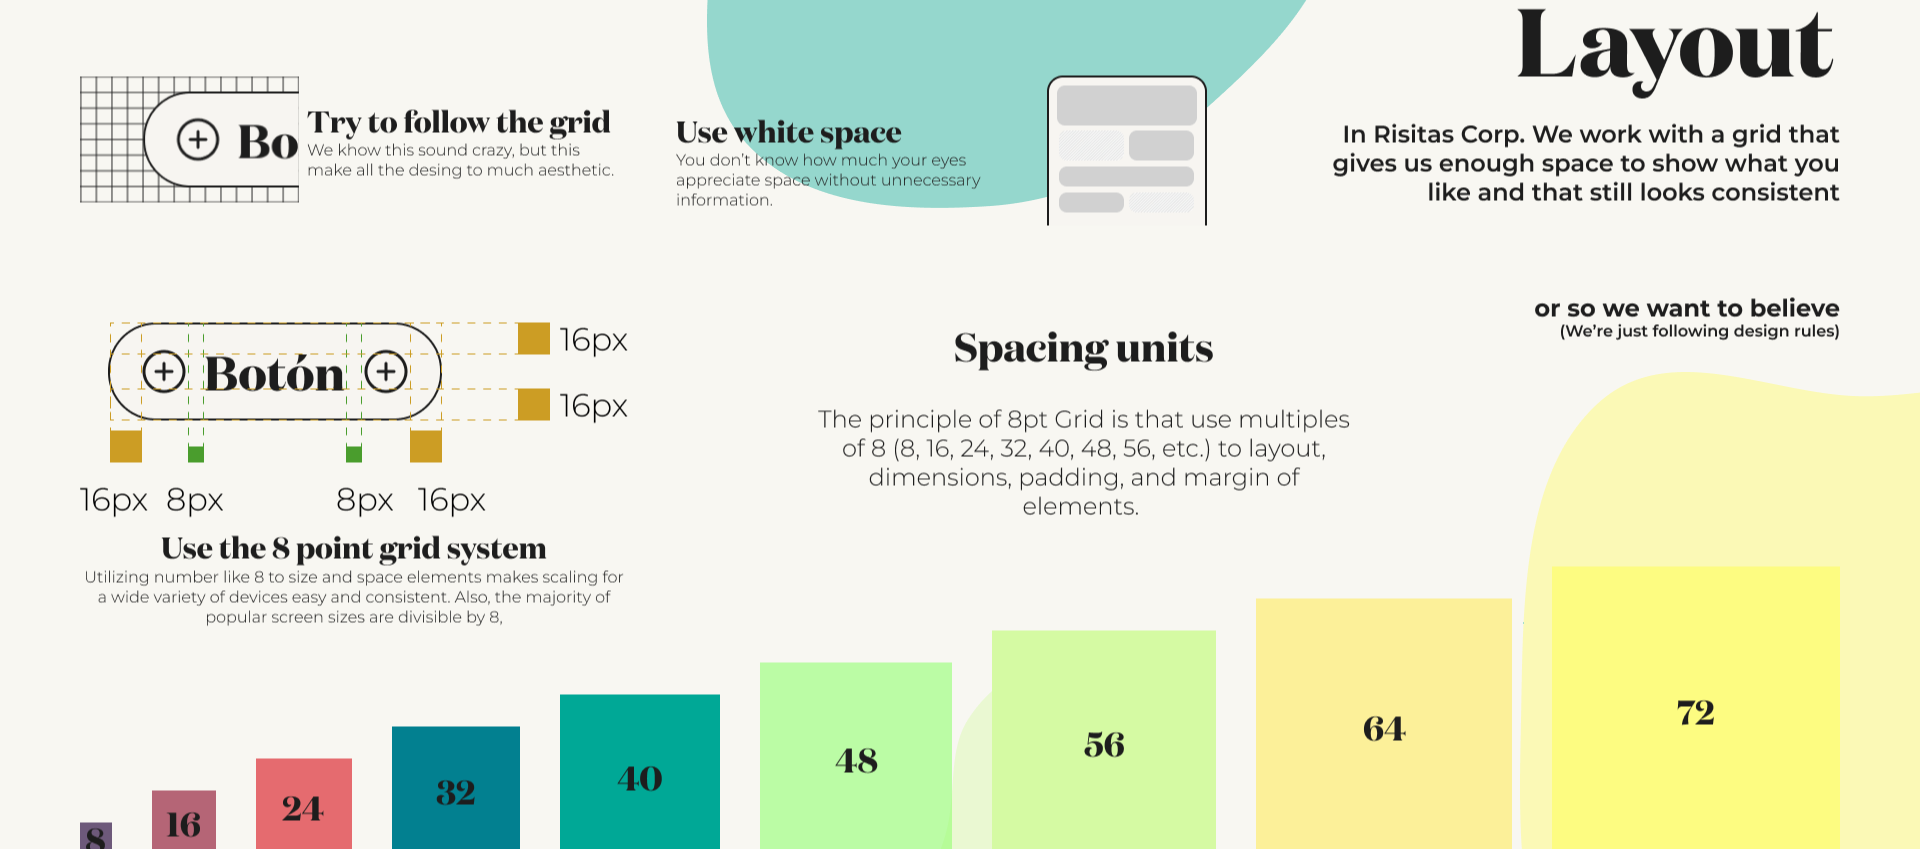 Layout
In Risitas Corp. We work with a grid that
gives us enough space to show what you
like and that still looks consistent
or so we want to believe
(We're just following design rules)
Bo
Try to follow the grid
We khow this sound crazy, but this
make all the desing to much aesthetic.
Use white space
You don't know how much your eyes
appreciate space without unnecessary
information.
Botón
16px
16px
16px 8px 8px 16px
Use the 8 point grid system
Utilizing number like 8 to size and space elements makes scaling for
a wide variety of devices easy and consistent. Also, the majority of
popular screen sizes are divisible by 8,
Spacing units
The principle of 8pt Grid is that use multiples
of 8 (8, 16, 24, 32, 40, 48, 56, etc.) to layout,
dimensions, padding, and margin of
elements.
8
16
24
32
40
48
56
64
72